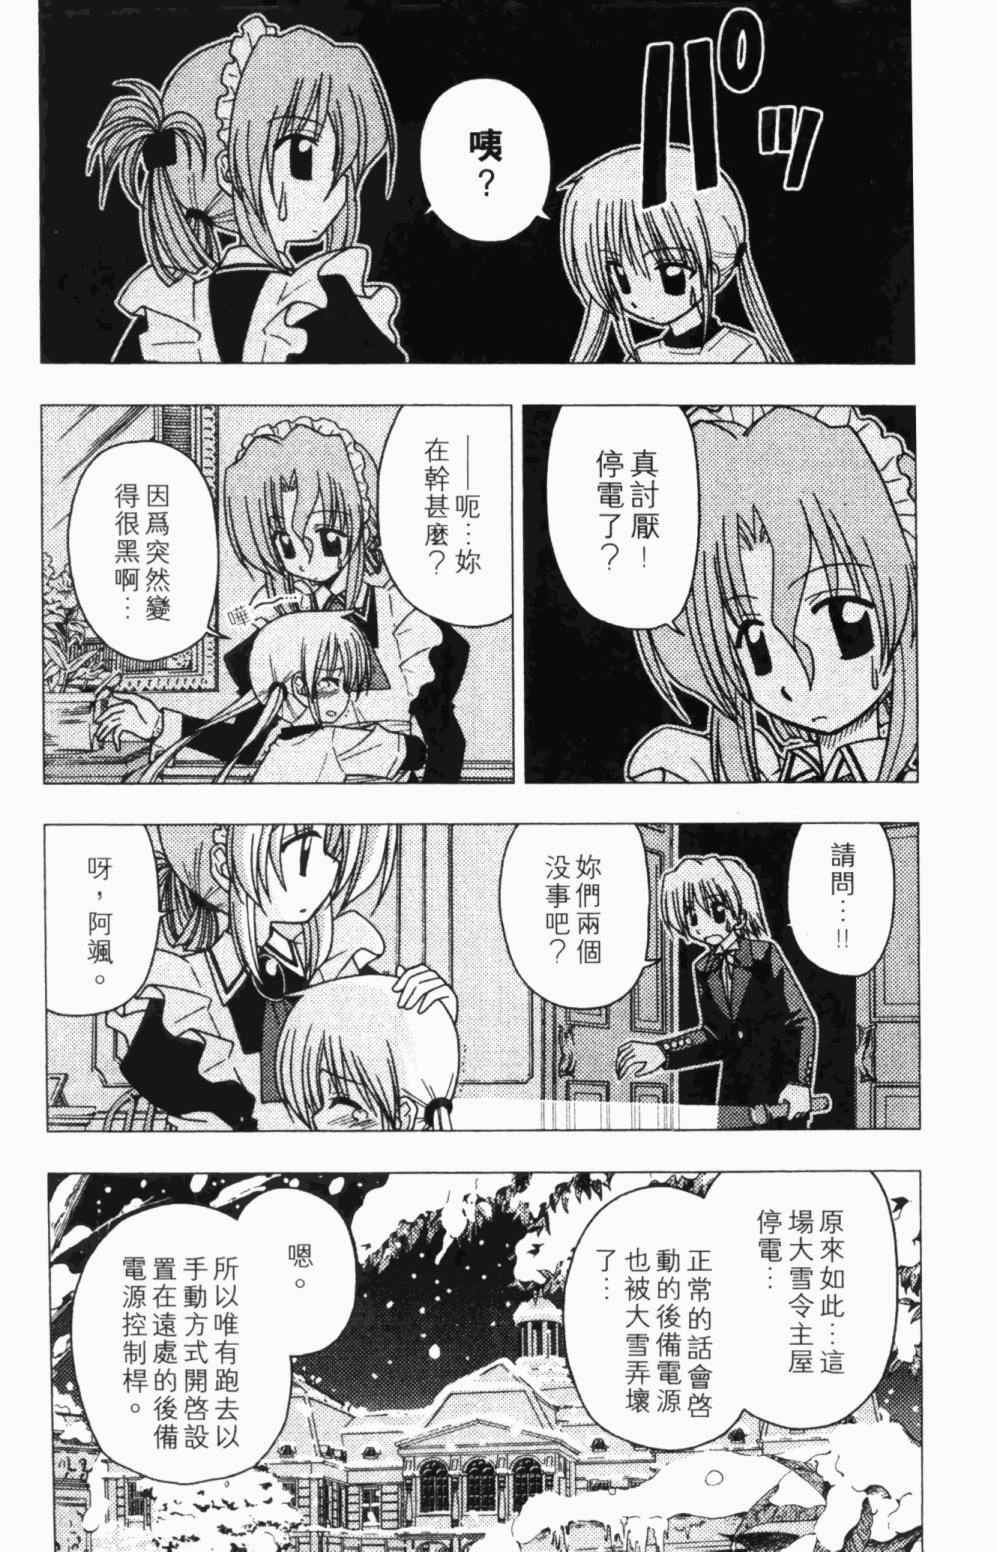 パッ
咦
？
真討厭！
停電了？
──呃…妳
在幹甚麼？
嘩～
因爲突然變
得很黑啊…
請問…!!
妳們兩個
没事吧？
呀，阿颯。
原來如此…這
場大雪令主屋
停電…
正常的話會啓
動的後備電源
也被大雪弄壞
了…
嗯。
所以唯有跑去以
手動方式開啓設
置在遠處的後備
電源控制桿。